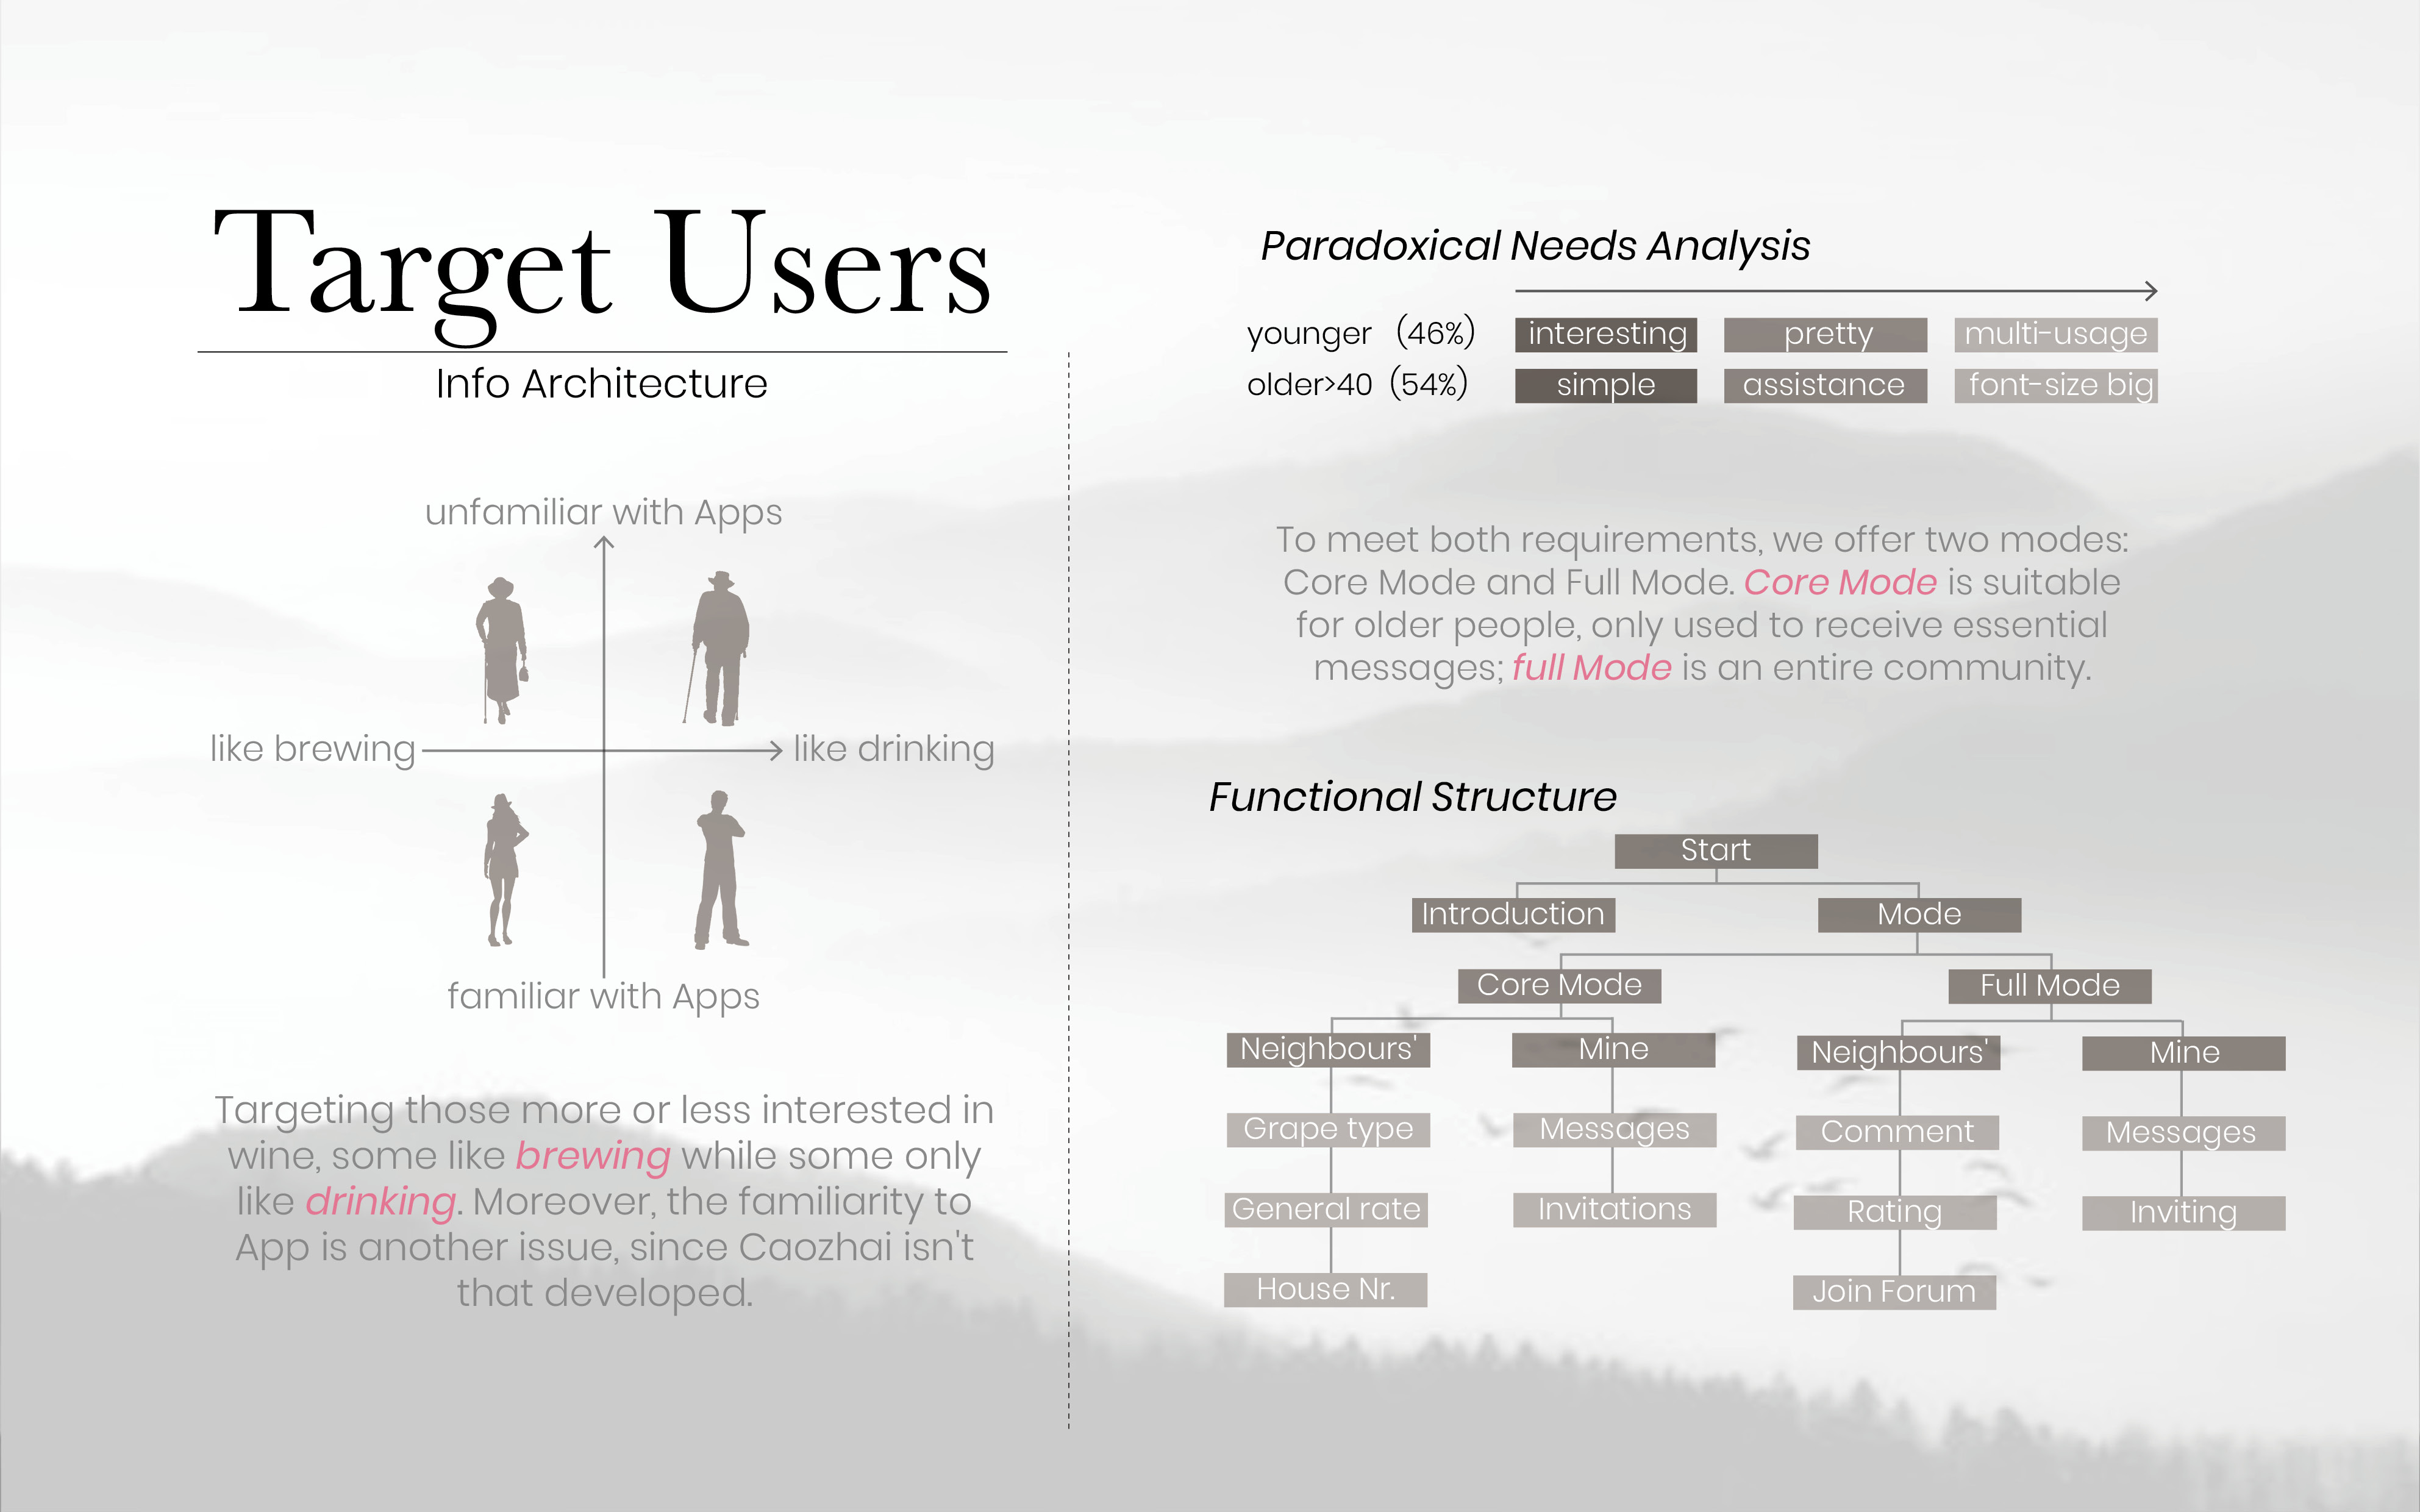 Target Users
Info Architecture
unfamiliar with Apps
like brewing
like drinking
familiar with Apps
Targeting those more or less interested in
wine, some like brewing while some only
like drinking. Moreover, the familiarity to
App is another issue, since Caozhai isn't
that developed.
Paradoxical Needs Analysis
younger (46%) interesting pretty multi-usage
older>40 (54%) simple assistance font-size big
To meet both requirements, we offer two modes:
Core Mode and Full Mode. Core Mode is suitable
for older people, only used to receive essential
messages; full Mode is an entire community.
Functional Structure
Start
Introduction Mode
Core Mode Full Mode
Neighbours' Mine Neighbours' Mine
Grape type Messages Comment Messages
General rate Invitations Rating Inviting
House Nr. Join Forum